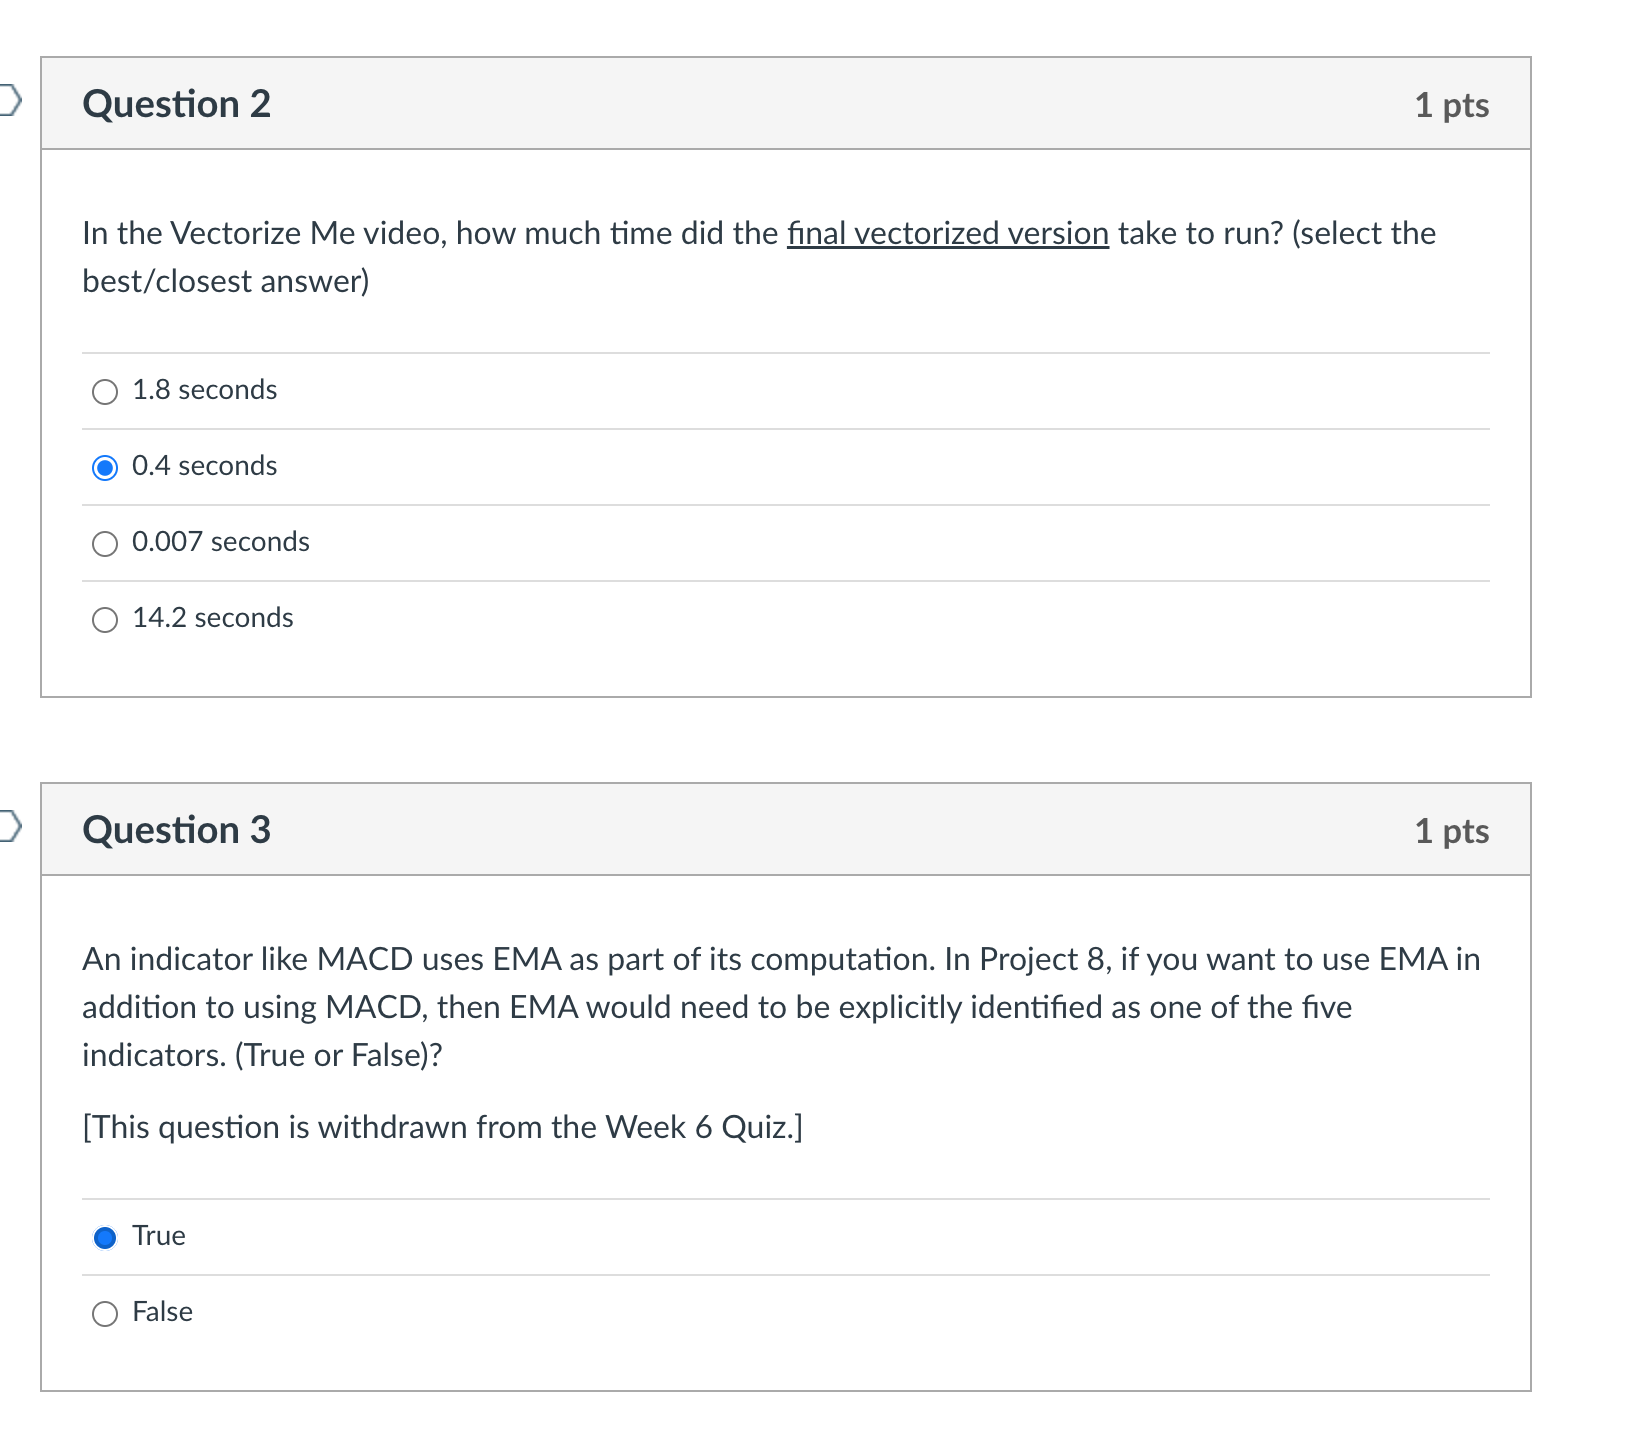 Question 2
1 pts
In the Vectorize Me video, how much time did the final vectorized version take to run? (select the
best/closest answer)
1.8 seconds
0.4 seconds
0.007 seconds
14.2 seconds
Question 3
1 pts
An indicator like MACD uses EMA as part of its computation. In Project 8, if you want to use EMA in
addition to using MACD, then EMA would need to be explicitly identified as one of the five
indicators. (True or False)?
[This question is withdrawn from the Week 6 Quiz.]
True
False